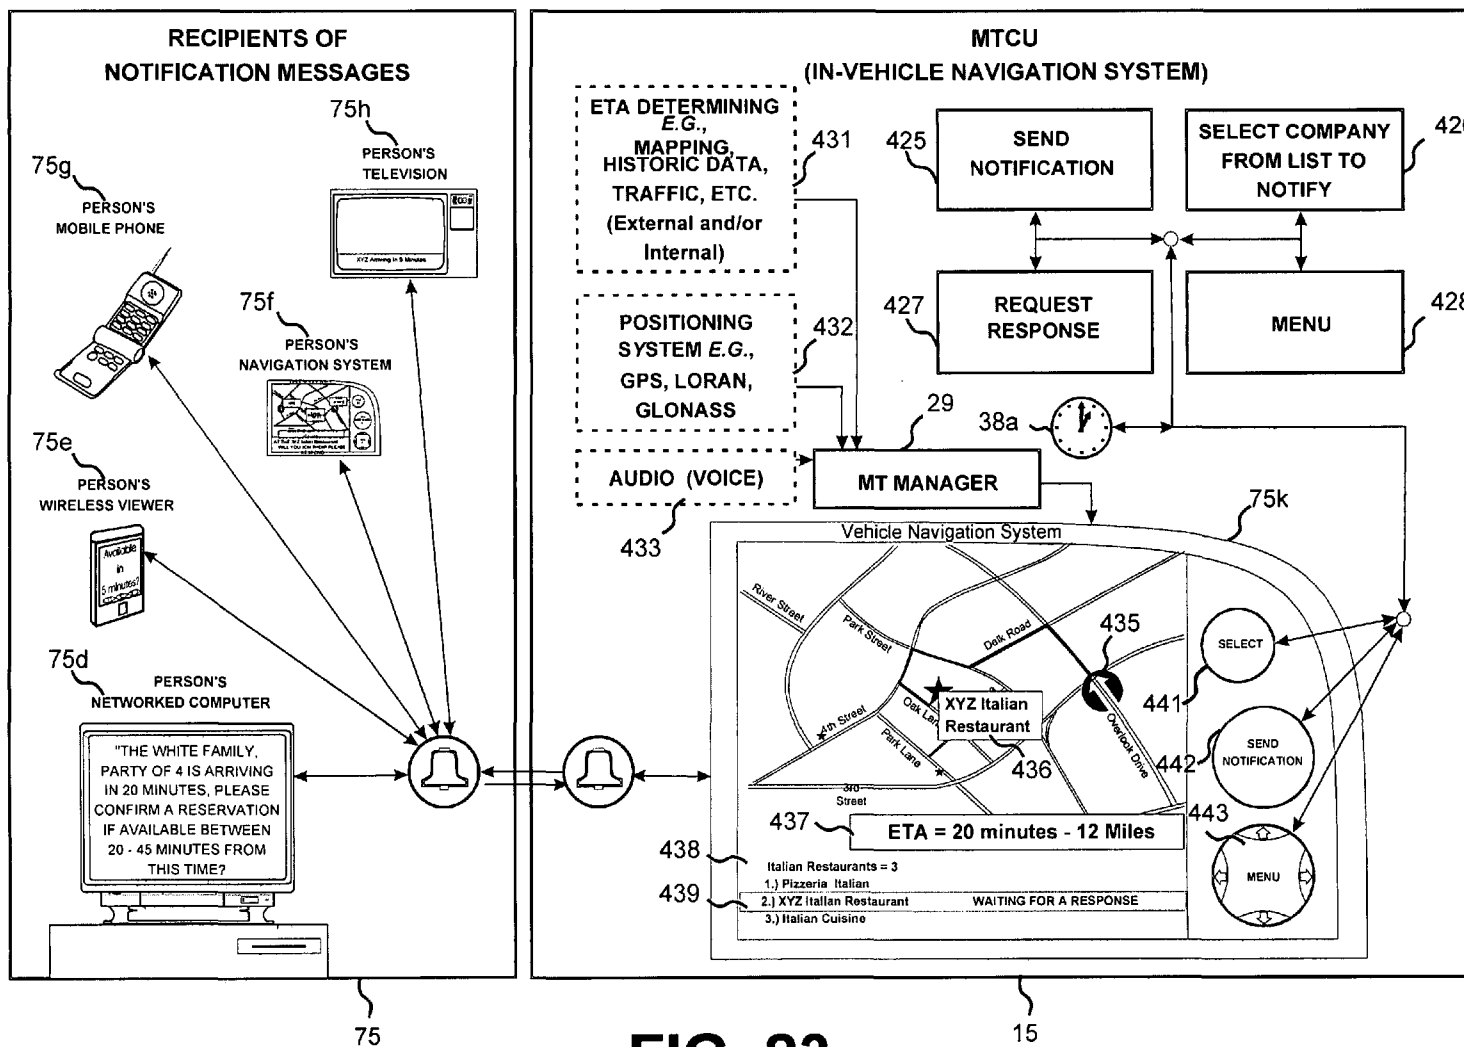 RECIPIENTS OF
NOTIFICATION MESSAGES
75h
PERSON'S
TELEVISION
XYZ Arriving In 5 Minutes
75g
PERSON'S
MOBILE PHONE
75f
PERSON'S
NAVIGATION SYSTEM
75e
PERSON'S
WIRELESS VIEWER
Available
in
5 minutes?
75d
PERSON'S
NETWORKED COMPUTER
"THE WHITE FAMILY,
PARTY OF 4 IS ARRIVING
IN 20 MINUTES, PLEASE
CONFIRM A RESERVATION
IF AVAILABLE BETWEEN
20 - 45 MINUTES FROM
THIS TIME?
75
MTCU
(IN-VEHICLE NAVIGATION SYSTEM)
ETA DETERMINING
E.G.,
MAPPING,
HISTORIC DATA,
TRAFFIC, ETC.
(External and/or
Internal)
431
POSITIONING
SYSTEM E.G.,
GPS, LORAN,
GLONASS
432
AUDIO (VOICE)
433
425
SEND
NOTIFICATION
SELECT COMPANY
FROM LIST TO
NOTIFY
427
REQUEST
RESPONSE
MENU
428
29
MT MANAGER
38a
75k
Vehicle Navigation System
River Street
Park Street
Delk Road
435
XYZ Italian
Restaurant
436
4th Street
Park Lane
Overlook Drive
3rd
Street
437
ETA = 20 minutes - 12 Miles
438
Italian Restaurants = 3
1.) Pizzeria Italian
439
2.) XYZ Italian Restaurant WAITING FOR A RESPONSE
3.) Italian Cuisine
SELECT
441
SEND
NOTIFICATION
442
443
MENU
15